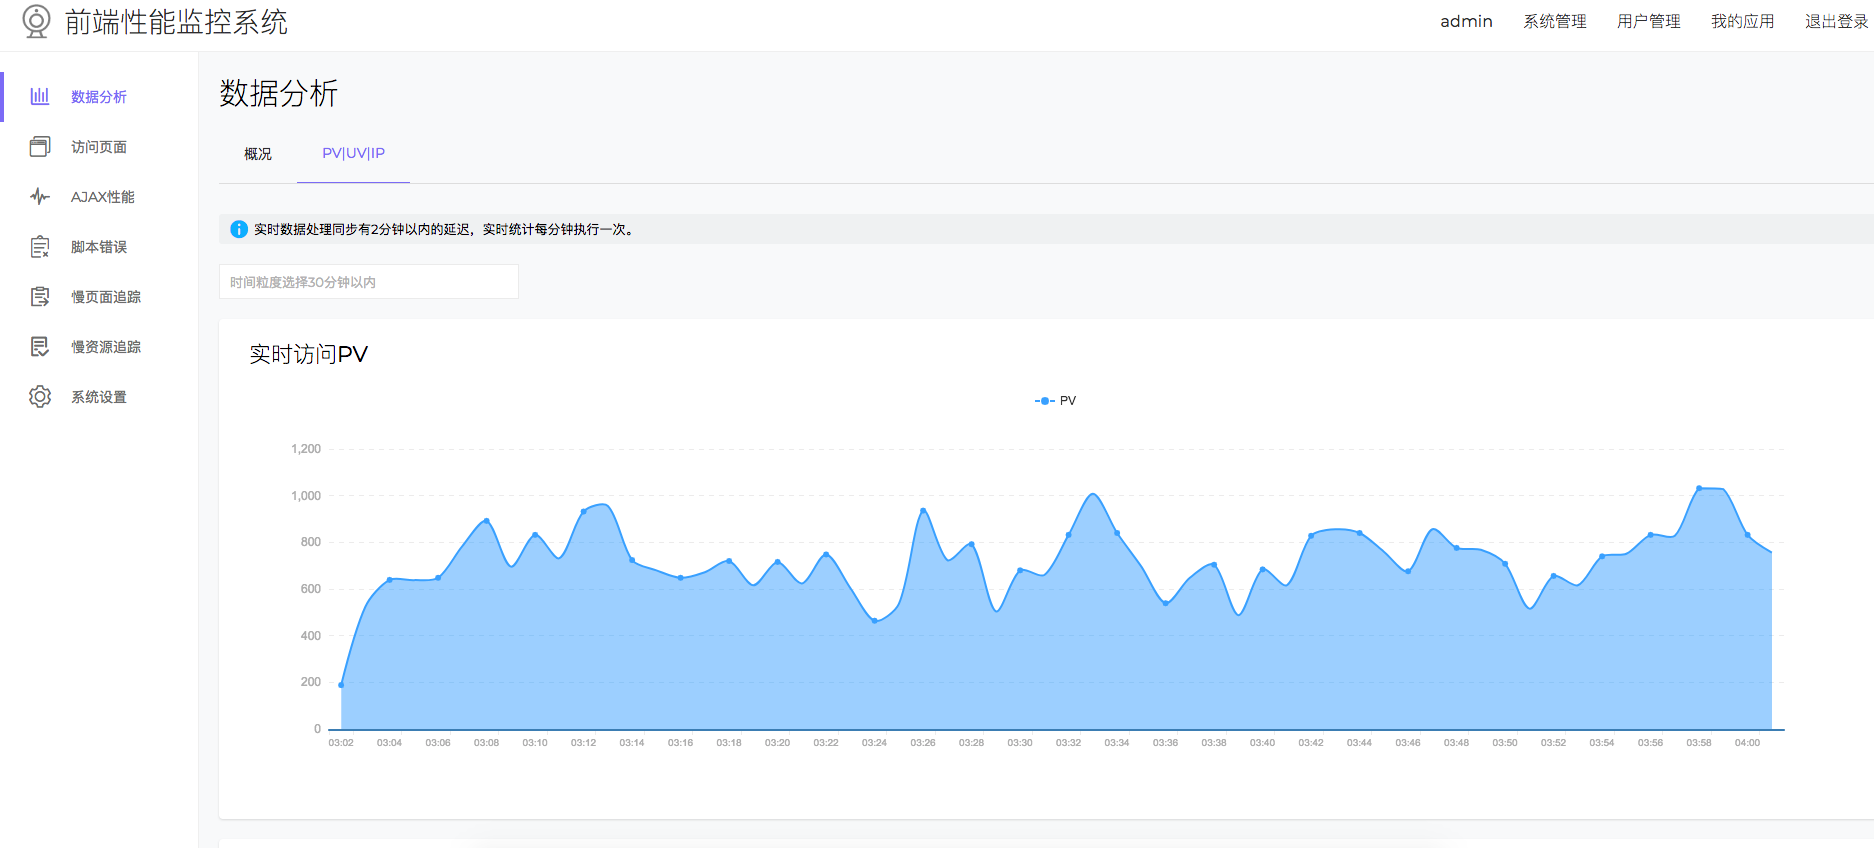 前端性能监控系统
admin 系统管理 用户管理 我的应用 退出登录
数据分析
访问页面
AJAX性能
脚本错误
慢页面追踪
慢资源追踪
系统设置
数据分析
概况 PV|UV|IP
实时数据处理同步有2分钟以内的延迟，实时统计每分钟执行一次。
时间粒度选择30分钟以内
实时访问PV
PV
1,200
1,000
800
600
400
200
0
03:02 03:04 03:06 03:08 03:10 03:12 03:14 03:16 03:18 03:20 03:22 03:24 03:26 03:28 03:30 03:32 03:34 03:36 03:38 03:40 03:42 03:44 03:46 03:48 03:50 03:52 03:54 03:56 03:58 04:00